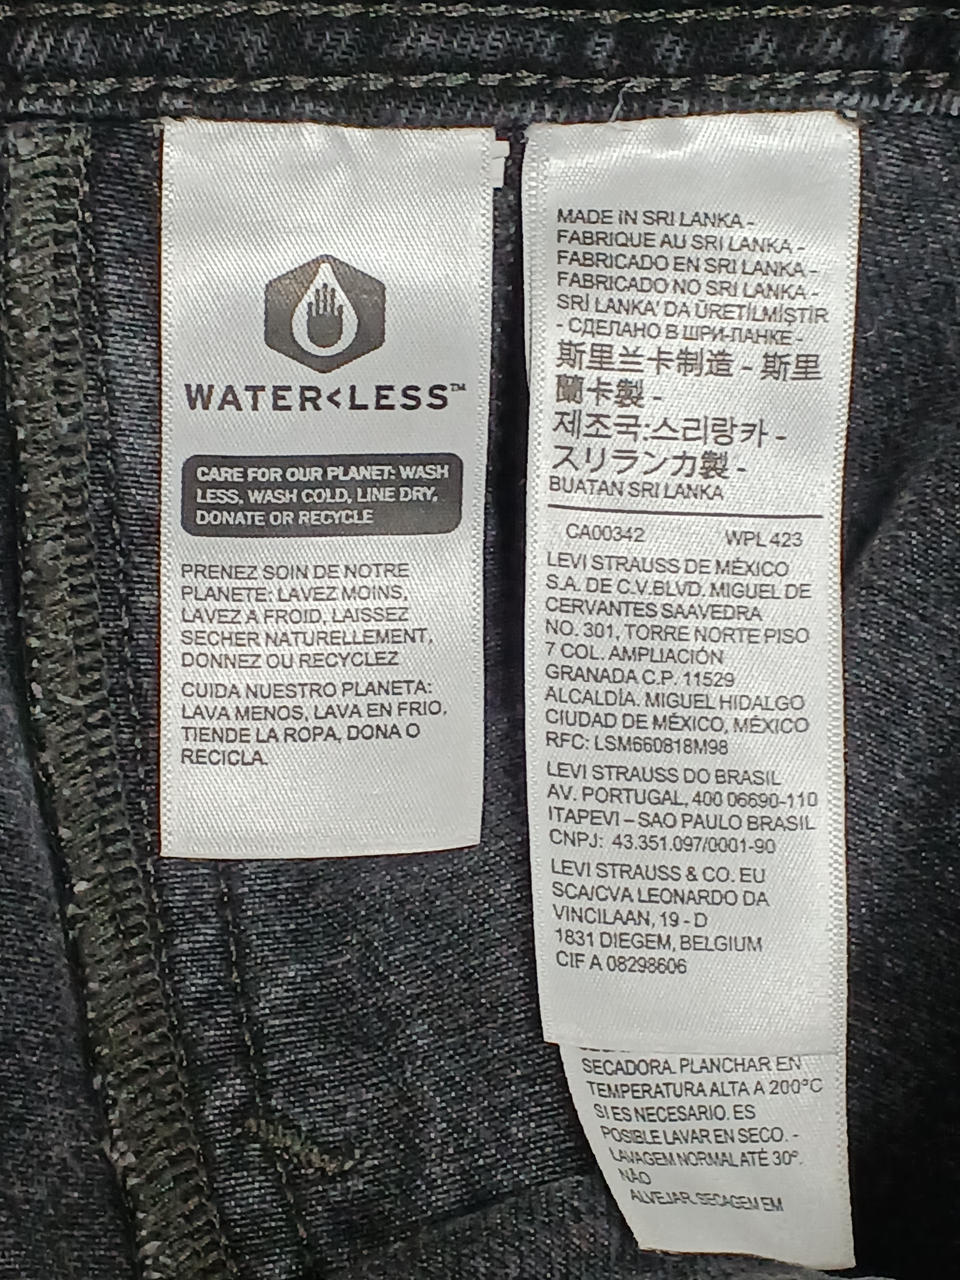 WATER<LESS™
CARE FOR OUR PLANET: WASH
LESS, WASH COLD, LINE DRY,
DONATE OR RECYCLE
PRENEZ SOIN DE NOTRE
PLANETE: LAVEZ MOINS,
LAVEZ A FROID, LAISSEZ
SECHER NATURELLEMENT,
DONNEZ OU RECYCLEZ
CUIDA NUESTRO PLANETA:
LAVA MENOS, LAVA EN FRIO,
TIENDE LA ROPA, DONA O
RECICLA.
MADE IN SRI LANKA -
FABRIQUE AU SRI LANKA -
FABRICADO EN SRI LANKA -
FABRICADO NO SRI LANKA -
SRİ LANKA' DA ÜRETİLMİŞTİR
- СДЕЛАНО В ШРИ-ЛАНКЕ -
斯里兰卡制造 - 斯里
蘭卡製 -
제조국:스리랑카 -
スリランカ製 -
BUATAN SRI LANKA
CA00342 WPL 423
LEVI STRAUSS DE MÉXICO
S.A. DE C.V.BLVD. MIGUEL DE
CERVANTES SAAVEDRA
NO. 301, TORRE NORTE PISO
7 COL. AMPLIACIÓN
GRANADA C.P. 11529
ALCALDÍA. MIGUEL HIDALGO
CIUDAD DE MÉXICO, MÉXICO
RFC: LSM660818M98
LEVI STRAUSS DO BRASIL
AV. PORTUGAL, 400 06690-110
ITAPEVI – SAO PAULO BRASIL
CNPJ: 43.351.097/0001-90
LEVI STRAUSS & CO. EU
SCA/CVA LEONARDO DA
VINCILAAN, 19 - D
1831 DIEGEM, BELGIUM
CIF A 08298606
SECADORA. PLANCHAR EN
TEMPERATURA ALTA A 200°C
SI ES NECESARIO. ES
POSIBLE LAVAR EN SECO. -
LAVAGEM NORMAL ATÉ 30º.
NÃO
ALVEJAR. SECAGEM EM